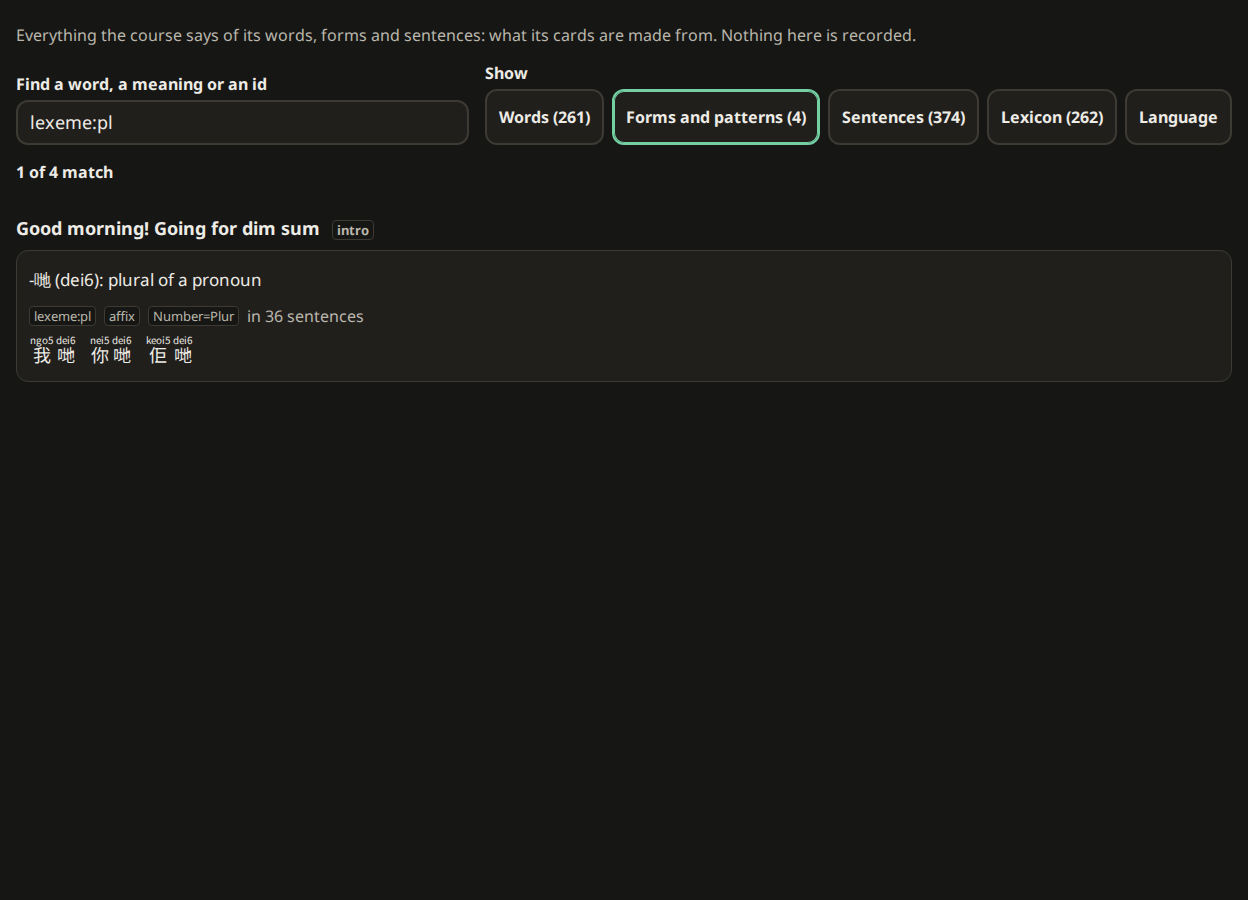 Everything the course says of its words, forms and sentences: what its cards are made from. Nothing here is recorded.
Find a word, a meaning or an id
Show
lexeme:pl
Words (261)
Forms and patterns (4)
Sentences (374)
Lexicon (262)
Language
1 of 4 match
Good morning! Going for dim sum intro
-哋 (dei6): plural of a pronoun
lexeme:pl affix Number=Plur in 36 sentences
ngo5 dei6 nei5 dei6 keoi5 dei6
我哋 你哋 佢哋